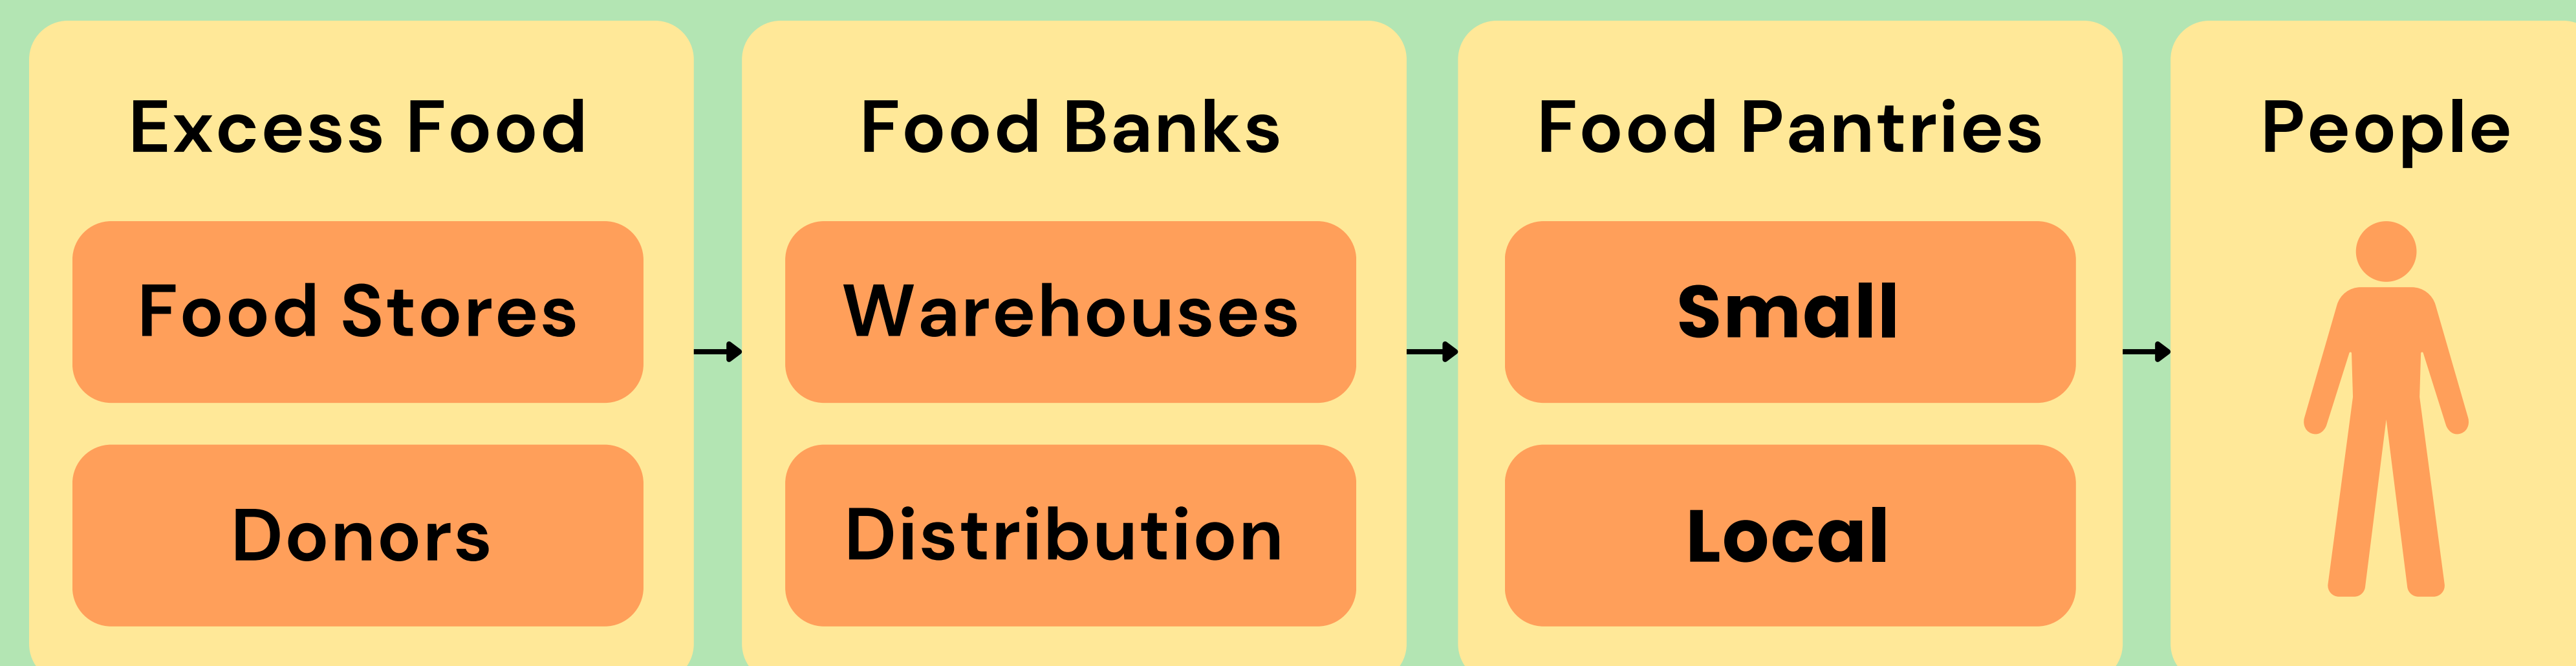 Excess Food
Food Stores
Donors
Food Banks
Warehouses
Distribution
Food Pantries
Small
Local
People